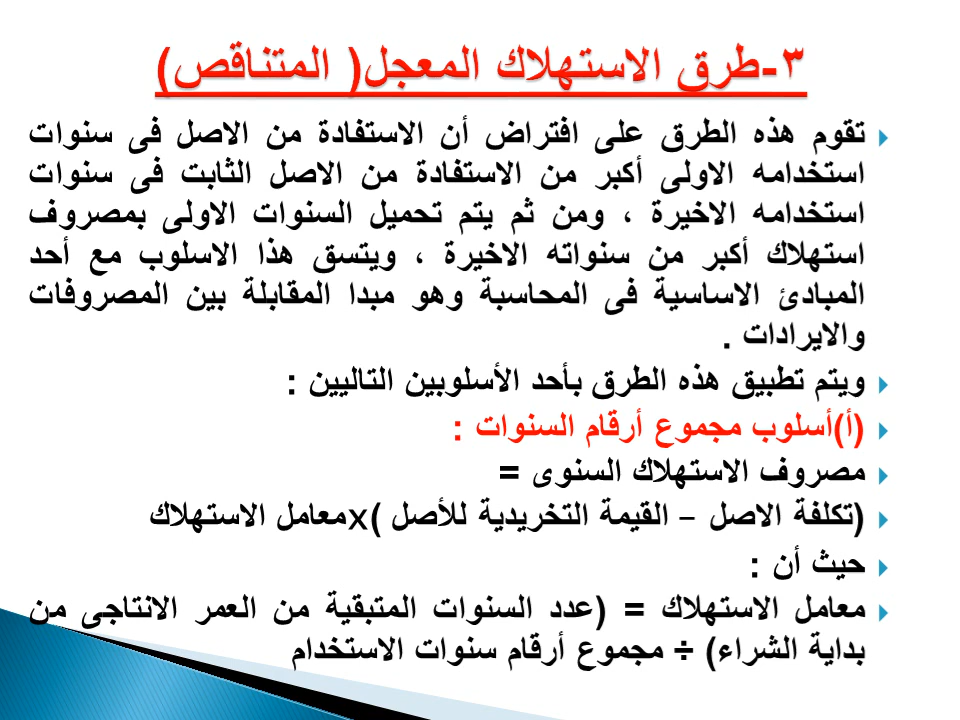 ٣-طرق الاستهلاك المعجل( المتناقص)
تقوم هذه الطرق على افتراض أن الاستفادة من الاصل فى سنوات
استخدامه الاولى أكبر من الاستفادة من الاصل الثابت فى سنوات
استخدامه الاخيرة ، ومن ثم يتم تحميل السنوات الاولى بمصروف
استهلاك أكبر من سنواته الاخيرة ، ويتسق هذا الاسلوب مع أحد
المبادئ الاساسية فى المحاسبة وهو مبدا المقابلة بين المصروفات
والايرادات .
ويتم تطبيق هذه الطرق بأحد الأسلوبين التاليين :
(أ)أسلوب مجموع أرقام السنوات :
مصروف الاستهلاك السنوى =
(تكلفة الاصل – القيمة التخريدية للأصل )xمعامل الاستهلاك
حيث أن :
معامل الاستهلاك = (عدد السنوات المتبقية من العمر الانتاجى من
بداية الشراء) ÷ مجموع أرقام سنوات الاستخدام